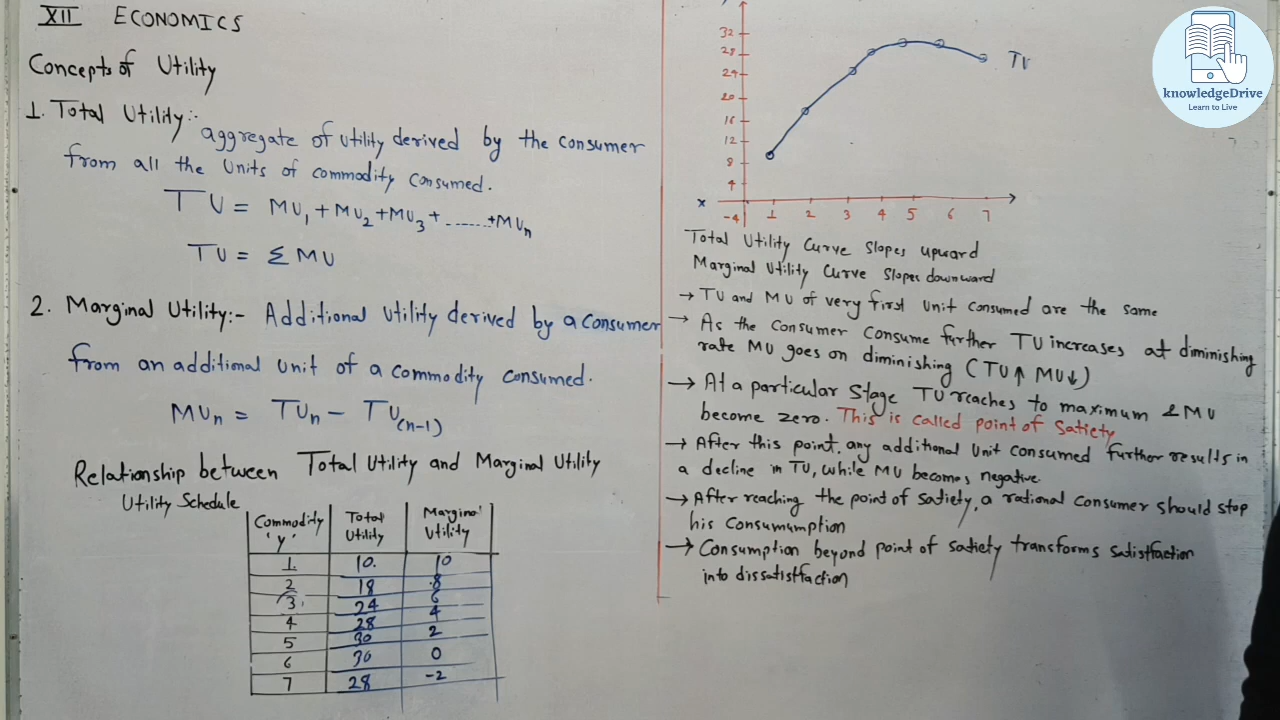 XII ECONOMICS
Concepts of Utility
1. Total Utility:-
aggregate of utility derived by the consumer
from all the units of commodity consumed.
TU = MU1 + MU2 + MU3 + ........ + MUn
TU = Σ MU
2. Marginal Utility:- Additional Utility derived by a consumer
from an additional unit of a commodity consumed.
MUn = TUn - TU(n-1)
Relationship between Total Utility and Marginal Utility
Utility Schedule
Commodity 'y' Total Utility Marginal Utility
1. 10. 10
2 18 8
3 24 6
4 28 4
5 30 2
6 30 0
7 28 -2
32
28
24
20
16
12
8
4
-4
TU
x
1 2 3 4 5 6 7
Total Utility Curve slopes upward
Marginal Utility Curve slopes downward
→ TU and MU of very first unit consumed are the same
→ As the consumer consume further TU increases at diminishing
rate MU goes on diminishing (TU↑ MU↓)
→ At a particular stage TU reaches to maximum & MU
become zero. This is called point of Satiety
→ After this point, any additional unit consumed further results in
a decline in TU, while MU becomes negative.
→ After reaching the point of satiety, a rational consumer should stop
his consumumption
→ Consumption beyond point of satiety transforms satistfaction
into dissatistfaction
knowledgeDrive
Learn to Live